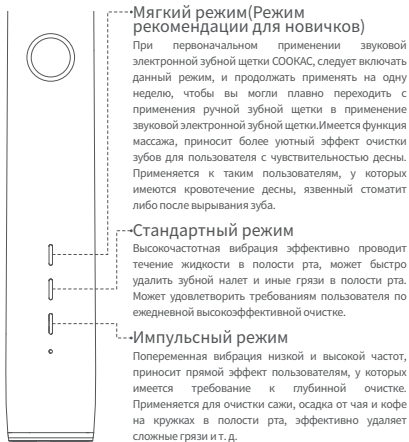 Мягкий режим(Режим
рекомендации для новичков)
При первоначальном применении звуковой
электронной зубной щетки СООКАС, следует включать
данный режим, и продолжать применять на одну
неделю, чтобы вы могли плавно переходить с
применения ручной зубной щетки в применение
звуковой электронной зубной щетки.Имеется функция
массажа, приносит более уютный эффект очистки
зубов для пользователя с чувствительностью десны.
Применяется к таким пользователям, у которых
имеются кровотечение десны, язвенный стоматит
либо после вырывания зуба.
Стандартный режим
Высокочастотная вибрация эффективно проводит
течение жидкости в полости рта, может быстро
удалить зубной налет и иные грязи в полости рта.
Может удовлетворить требованиям пользователя по
ежедневной высокоэффективной очистке.
Импульсный режим
Попеременная вибрация низкой и высокой частот,
приносит прямой эффект пользователям, у которых
имеется требование к глубинной очистке.
Применяется для очистки сажи, осадка от чая и кофе
на кружках в полости рта, эффективно удаляет
сложные грязи и т. д.